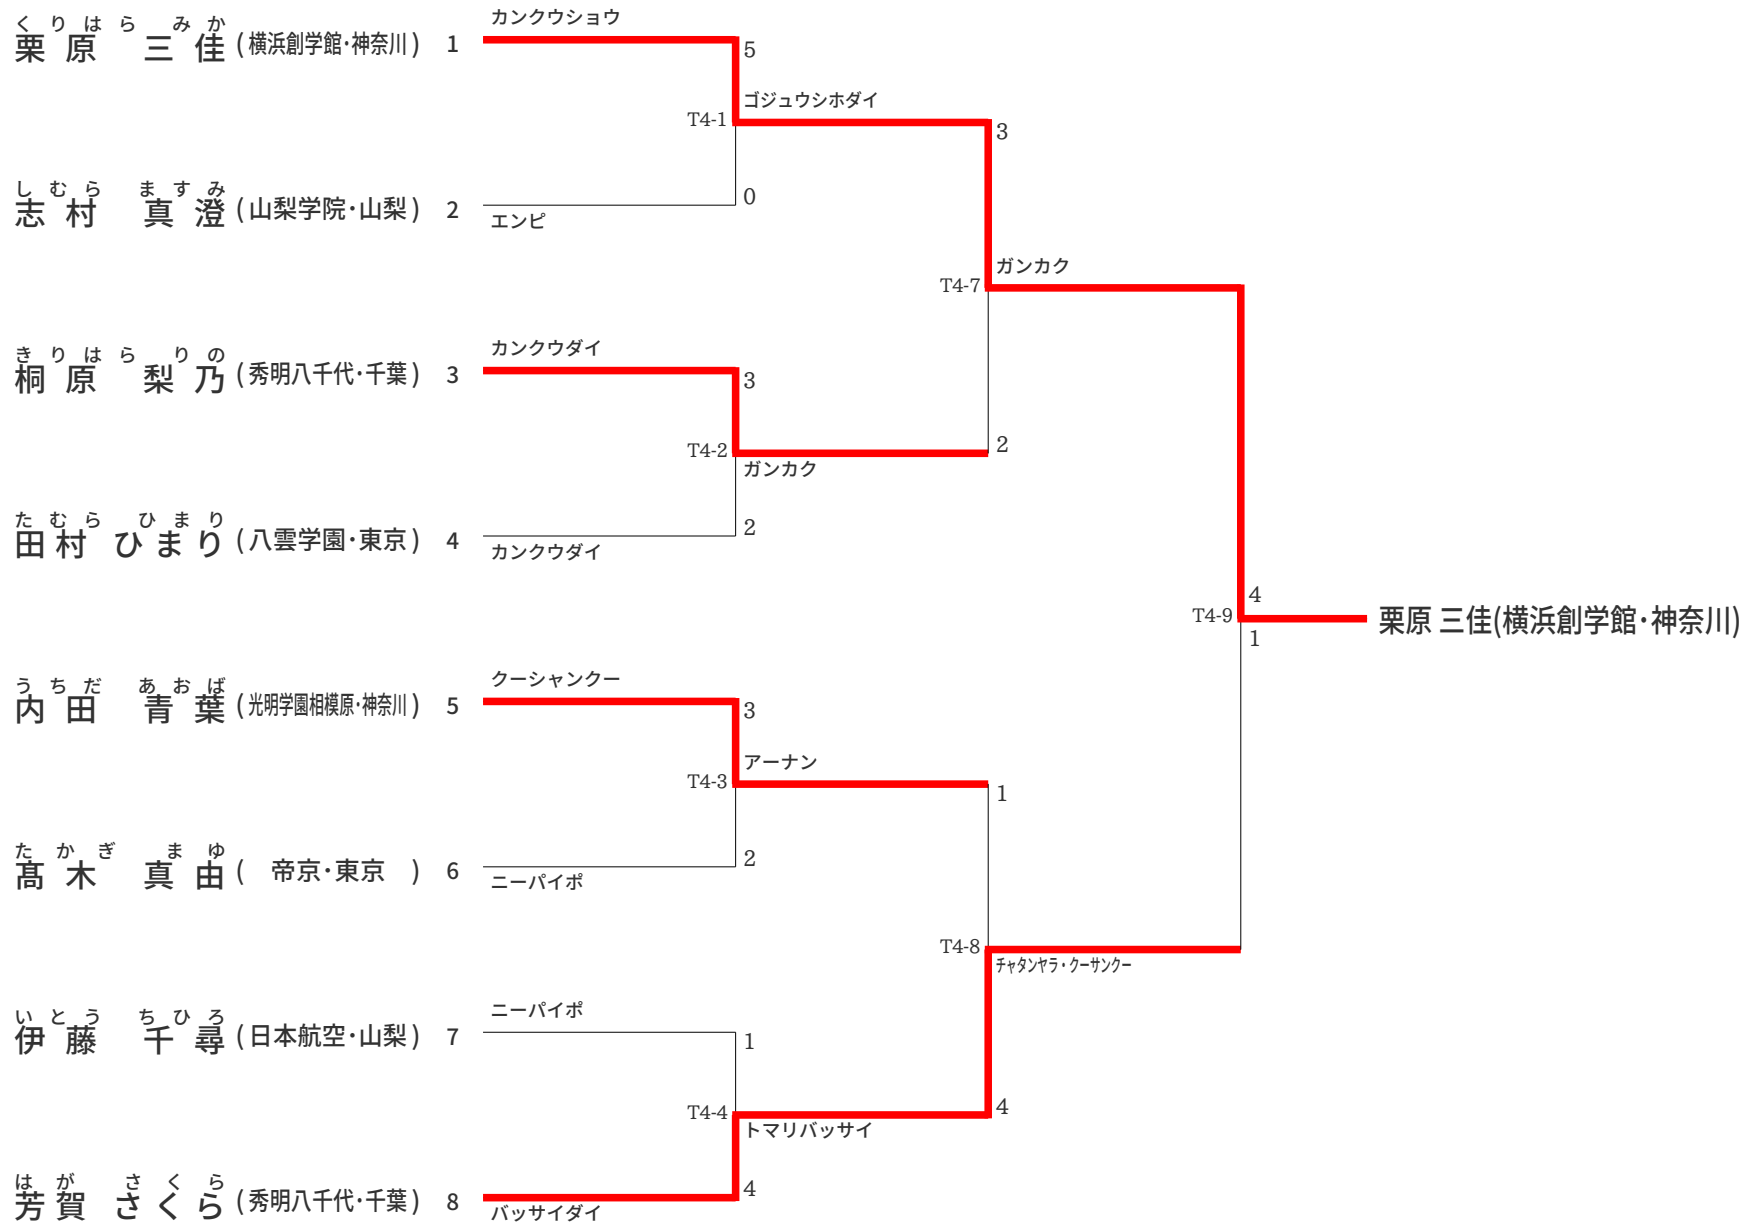 カンクウショウ
くりはら みか
栗原 三佳 (横浜創学館・神奈川) 1
5
ゴジュウシホダイ
T4-1
3
しむら ますみ
志村 真澄 (山梨学院・山梨) 2
0
エンピ
ガンカク
T4-7
カンクウダイ
きりはら りの
桐原 梨乃 (秀明八千代・千葉) 3
3
2
T4-2
ガンカク
たむら ひまり
田村 ひまり (八雲学園・東京) 4
2
カンクウダイ
4
T4-9
栗原 三佳(横浜創学館・神奈川)
1
クーシャンクー
うちだ あおば
内田 青葉 (光明学園相模原・神奈川) 5
3
アーナン
T4-3
1
たかぎ まゆ
髙木 真由 (帝京・東京) 6
2
ニーパイポ
T4-8
チャタンヤラ・クーサンクー
ニーパイポ
いとう ちひろ
伊藤 千尋 (日本航空・山梨) 7
1
T4-4
4
トマリバッサイ
はが さくら
芳賀 さくら (秀明八千代・千葉) 8
4
バッサイダイ